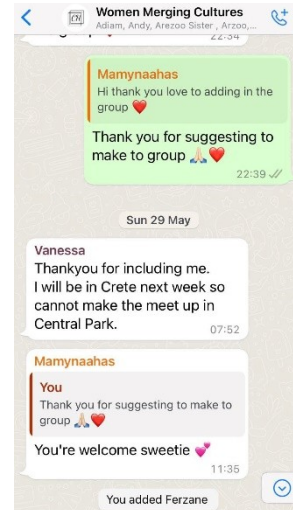 Women Merging Cultures
Adiam, Andy, Arezoo Sister , Arzoo,...
22:34
Mamynaahas
Hi thank you love to adding in the
group ❤️
Thank you for suggesting to
make to group 🙏🏻❤️
22:39
Sun 29 May
Vanessa
Thankyou for including me.
I will be in Crete next week so
cannot make the meet up in
Central Park.
07:52
Mamynaahas
You
Thank you for suggesting to make to
group 🙏🏻❤️
You're welcome sweetie 💕
11:35
You added Ferzane